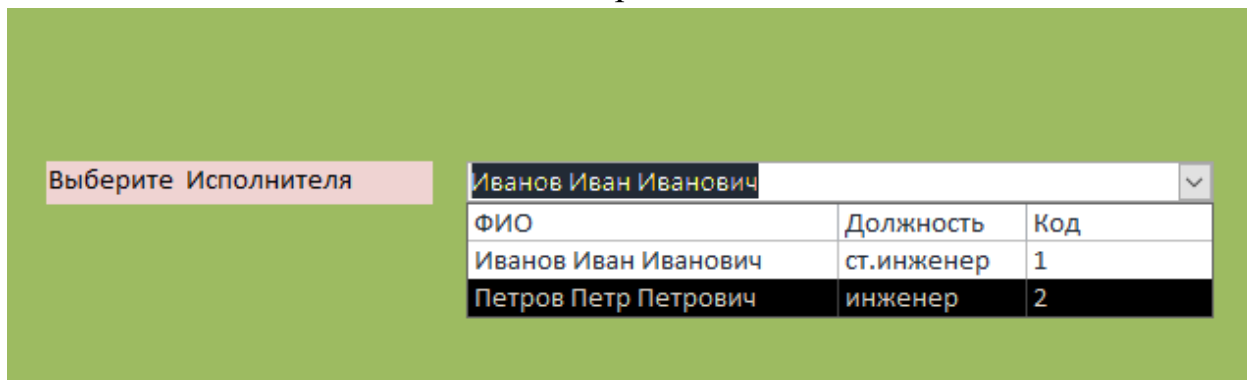 Выберите Исполнителя
Иванов Иван Иванович
ФИО Должность Код
Иванов Иван Иванович ст.инженер 1
Петров Петр Петрович инженер 2